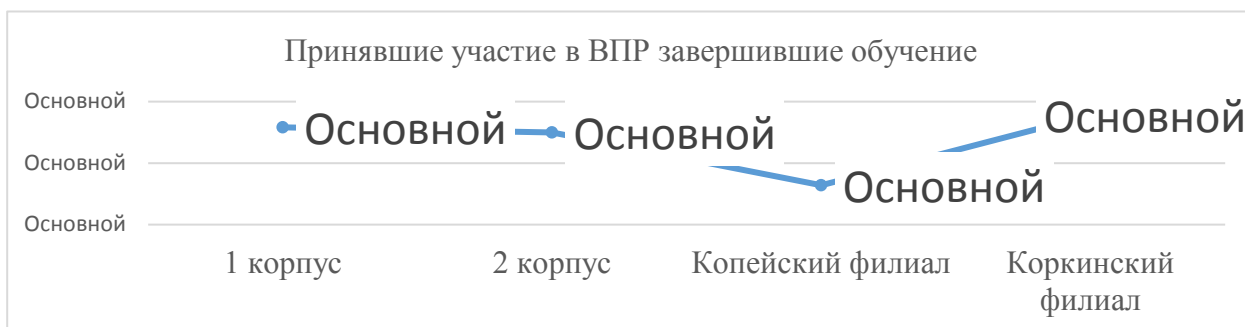 Принявшие участие в ВПР завершившие обучение
Основной
Основной
Основной
Основной
Основной
Основной
Основной
1 корпус
2 корпус
Копейский филиал
Коркинский
филиал